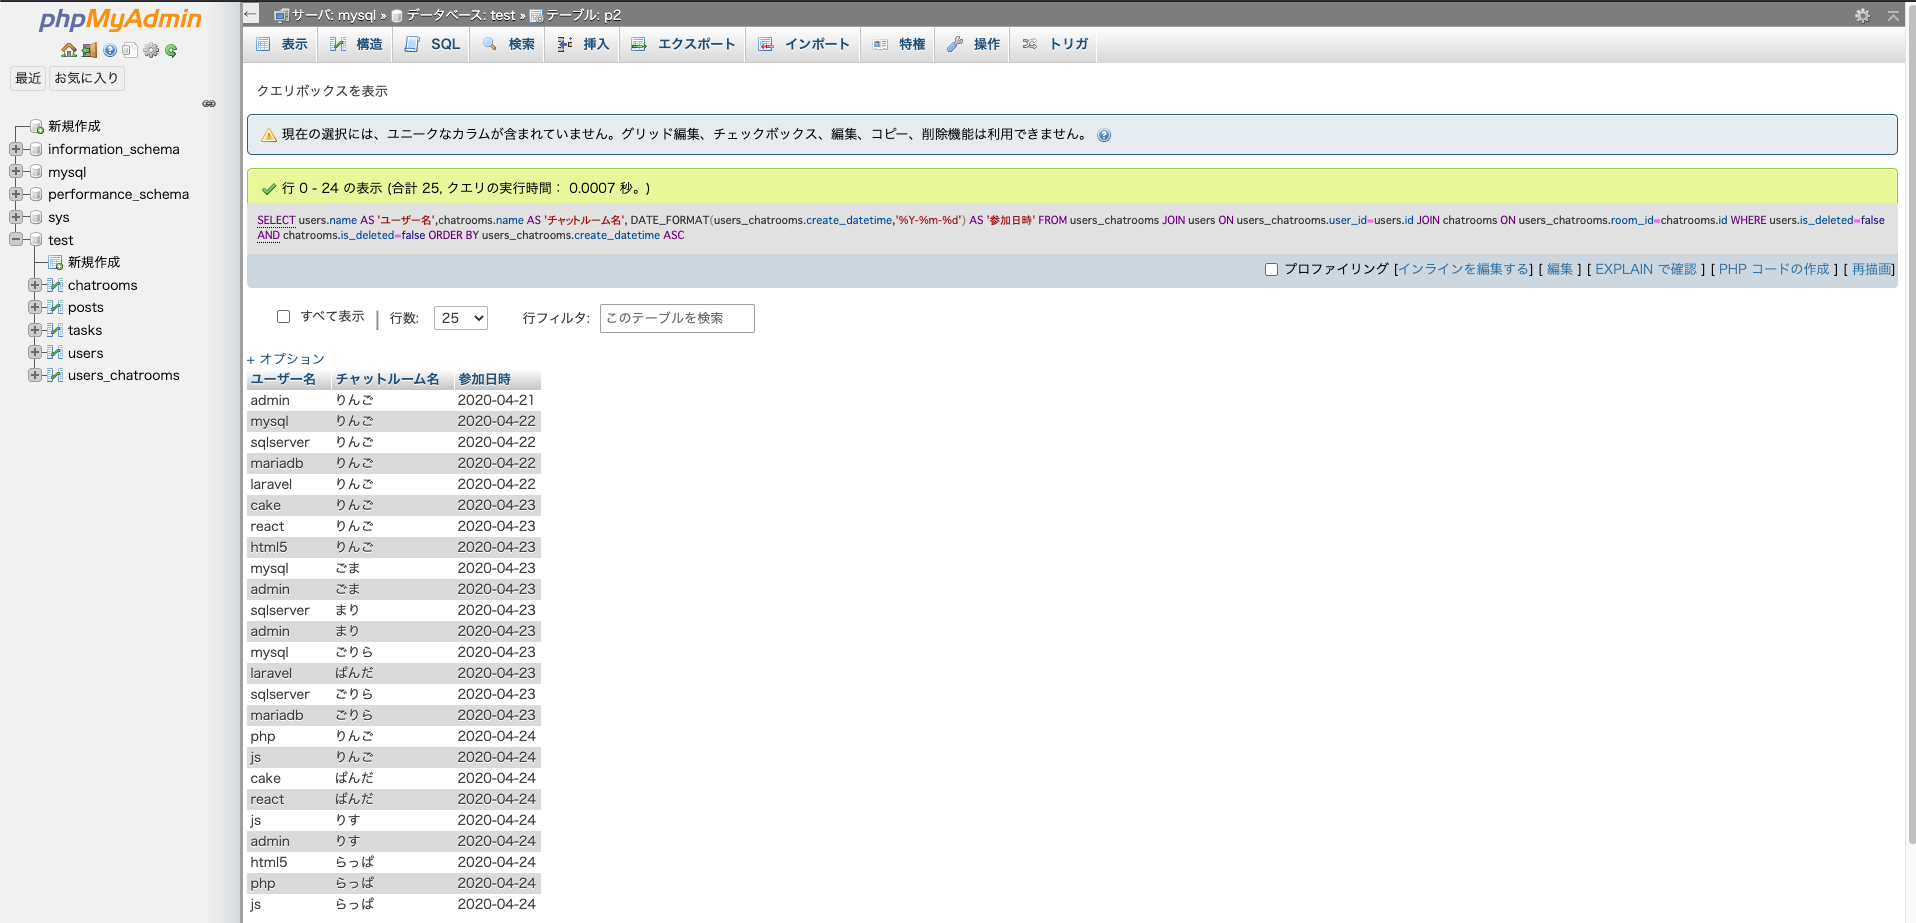 phpMyAdmin
最近 お気に入り
新規作成
information_schema
mysql
performance_schema
sys
test
新規作成
chatrooms
posts
tasks
users
users_chatrooms
サーバ: mysql » データベース: test » テーブル: p2
表示 構造 SQL 検索 挿入 エクスポート インポート 特権 操作 トリガ
クエリボックスを表示
現在の選択には、ユニークなカラムが含まれていません。グリッド編集、チェックボックス、編集、コピー、削除機能は利用できません。
行 0 - 24 の表示 (合計 25, クエリの実行時間： 0.0007 秒。)
SELECT users.name AS 'ユーザー名',chatrooms.name AS 'チャットルーム名', DATE_FORMAT(users_chatrooms.create_datetime,'%Y-%m-%d') AS '参加日時' FROM users_chatrooms JOIN users ON users_chatrooms.user_id=users.id JOIN chatrooms ON users_chatrooms.room_id=chatrooms.id WHERE users.is_deleted=false
AND chatrooms.is_deleted=false ORDER BY users_chatrooms.create_datetime ASC
プロファイリング [インラインを編集する] [ 編集 ] [ EXPLAIN で確認 ] [ PHP コードの作成 ] [ 再描画]
すべて表示 | 行数: 25 行フィルタ: このテーブルを検索
+ オプション
ユーザー名 チャットルーム名 参加日時
admin りんご 2020-04-21
mysql りんご 2020-04-22
sqlserver りんご 2020-04-22
mariadb りんご 2020-04-22
laravel りんご 2020-04-22
cake りんご 2020-04-23
react りんご 2020-04-23
html5 りんご 2020-04-23
mysql ごま 2020-04-23
admin ごま 2020-04-23
sqlserver まり 2020-04-23
admin まり 2020-04-23
mysql ごりら 2020-04-23
laravel ぱんだ 2020-04-23
sqlserver ごりら 2020-04-23
mariadb ごりら 2020-04-23
php りんご 2020-04-24
js りんご 2020-04-24
cake ぱんだ 2020-04-24
react ぱんだ 2020-04-24
js りす 2020-04-24
admin りす 2020-04-24
html5 らっぱ 2020-04-24
php らっぱ 2020-04-24
js らっぱ 2020-04-24